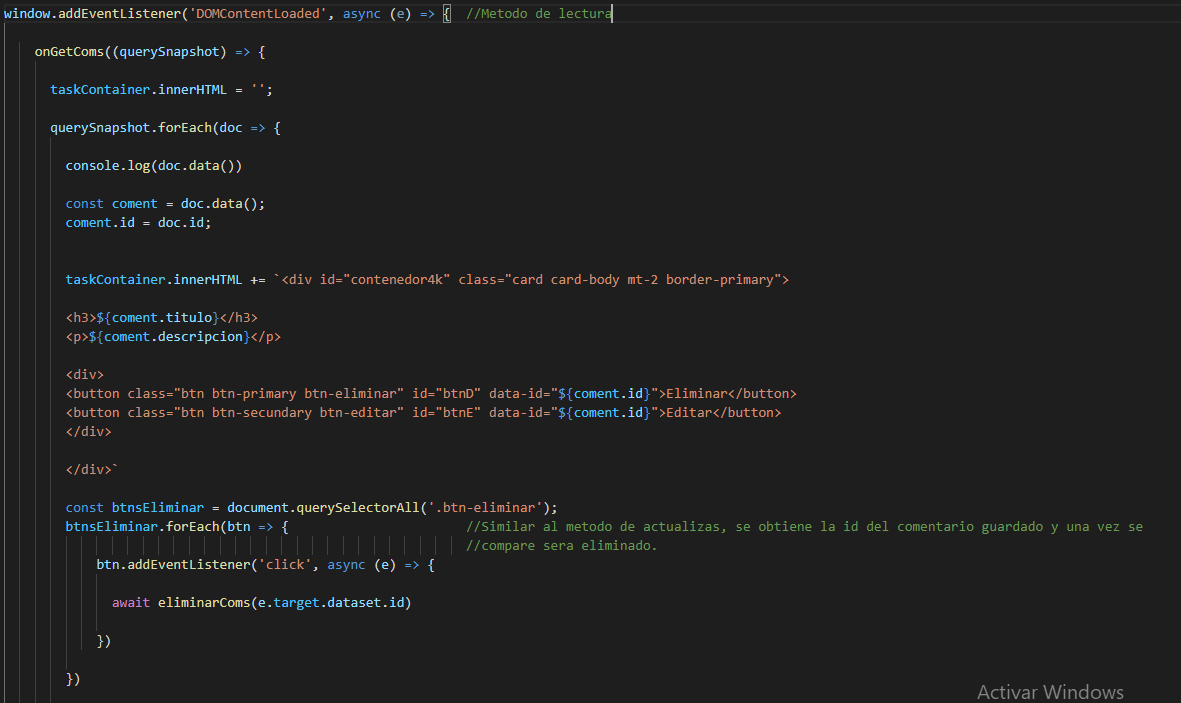 window.addEventListener('DOMContentLoaded', async (e) => {  //Metodo de lectura
onGetComs((querySnapshot) => {
taskContainer.innerHTML = '';
querySnapshot.forEach(doc => {
console.log(doc.data())
const coment = doc.data();
coment.id = doc.id;
taskContainer.innerHTML += `<div id="contenedor4k" class="card card-body mt-2 border-primary">
<h3>${coment.titulo}</h3>
<p>${coment.descripcion}</p>
<div>
<button class="btn btn-primary btn-eliminar" id="btnD" data-id="${coment.id}">Eliminar</button>
<button class="btn btn-secundary btn-editar" id="btnE" data-id="${coment.id}">Editar</button>
</div>
</div>`
const btnsEliminar = document.querySelectorAll('.btn-eliminar');
btnsEliminar.forEach(btn => {  //Similar al metodo de actualizas, se obtiene la id del comentario guardado y una vez se
//compare sera eliminado.
btn.addEventListener('click', async (e) => {
await eliminarComs(e.target.dataset.id)
})
})
Activar Windows